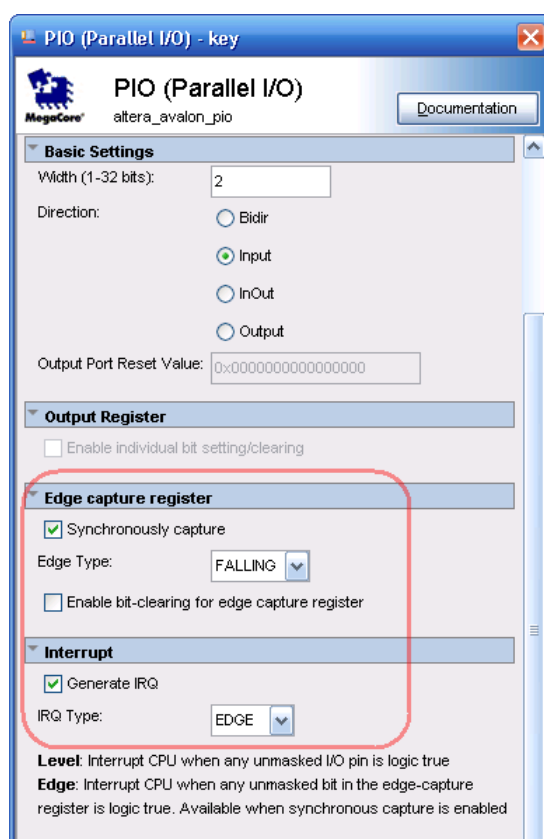 PIO (Parallel I/O) - key
PIO (Parallel I/O)
MegaCore®
altera_avalon_pio
Documentation
Basic Settings
Width (1-32 bits): 2
Direction: Bidir
Input
InOut
Output
Output Port Reset Value: 0x0000000000000000
Output Register
Enable individual bit setting/clearing
Edge capture register
Synchronously capture
Edge Type: FALLING
Enable bit-clearing for edge capture register
Interrupt
Generate IRQ
IRQ Type: EDGE
Level: Interrupt CPU when any unmasked I/O pin is logic true
Edge: Interrupt CPU when any unmasked bit in the edge-capture
register is logic true. Available when synchronous capture is enabled